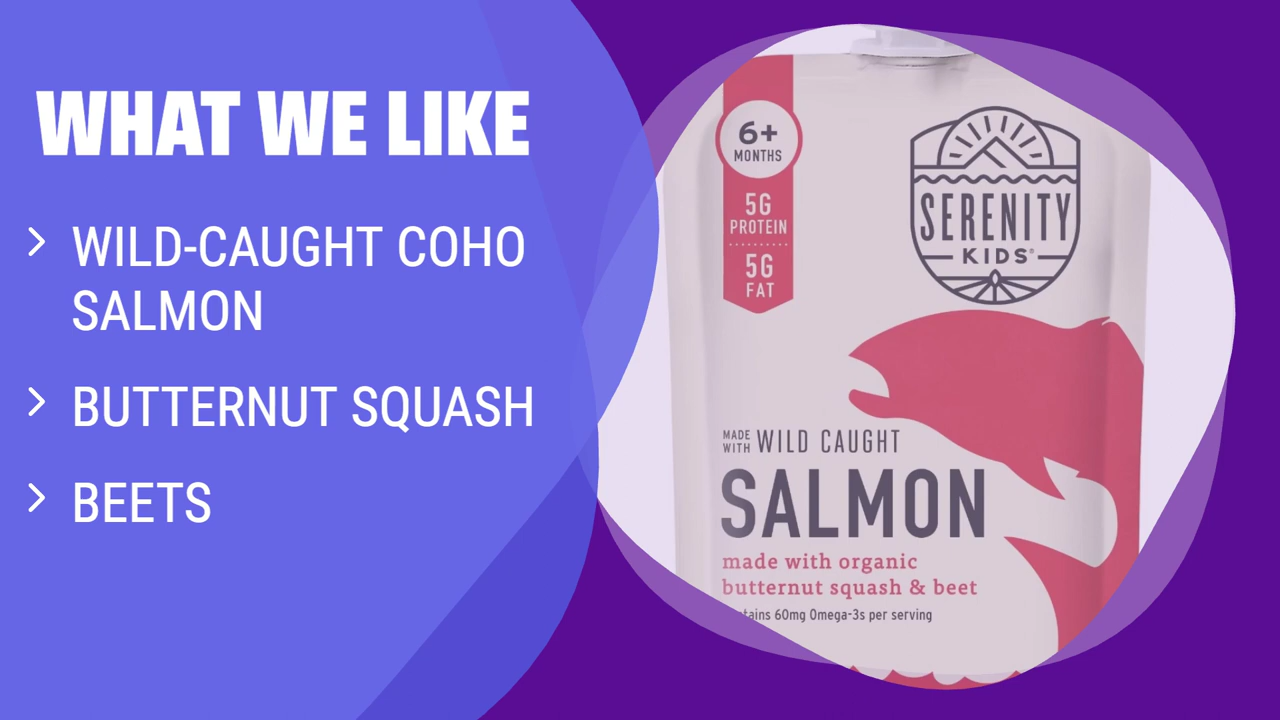 WHAT WE LIKE
WILD-CAUGHT COHO
SALMON
BUTTERNUT SQUASH
BEETS
6+
MONTHS
5G
PROTEIN
5G
FAT
SERENITY
KIDS®
MADE
WITH WILD CAUGHT
SALMON
made with organic
butternut squash & beet
60mg Omega-3s per serving